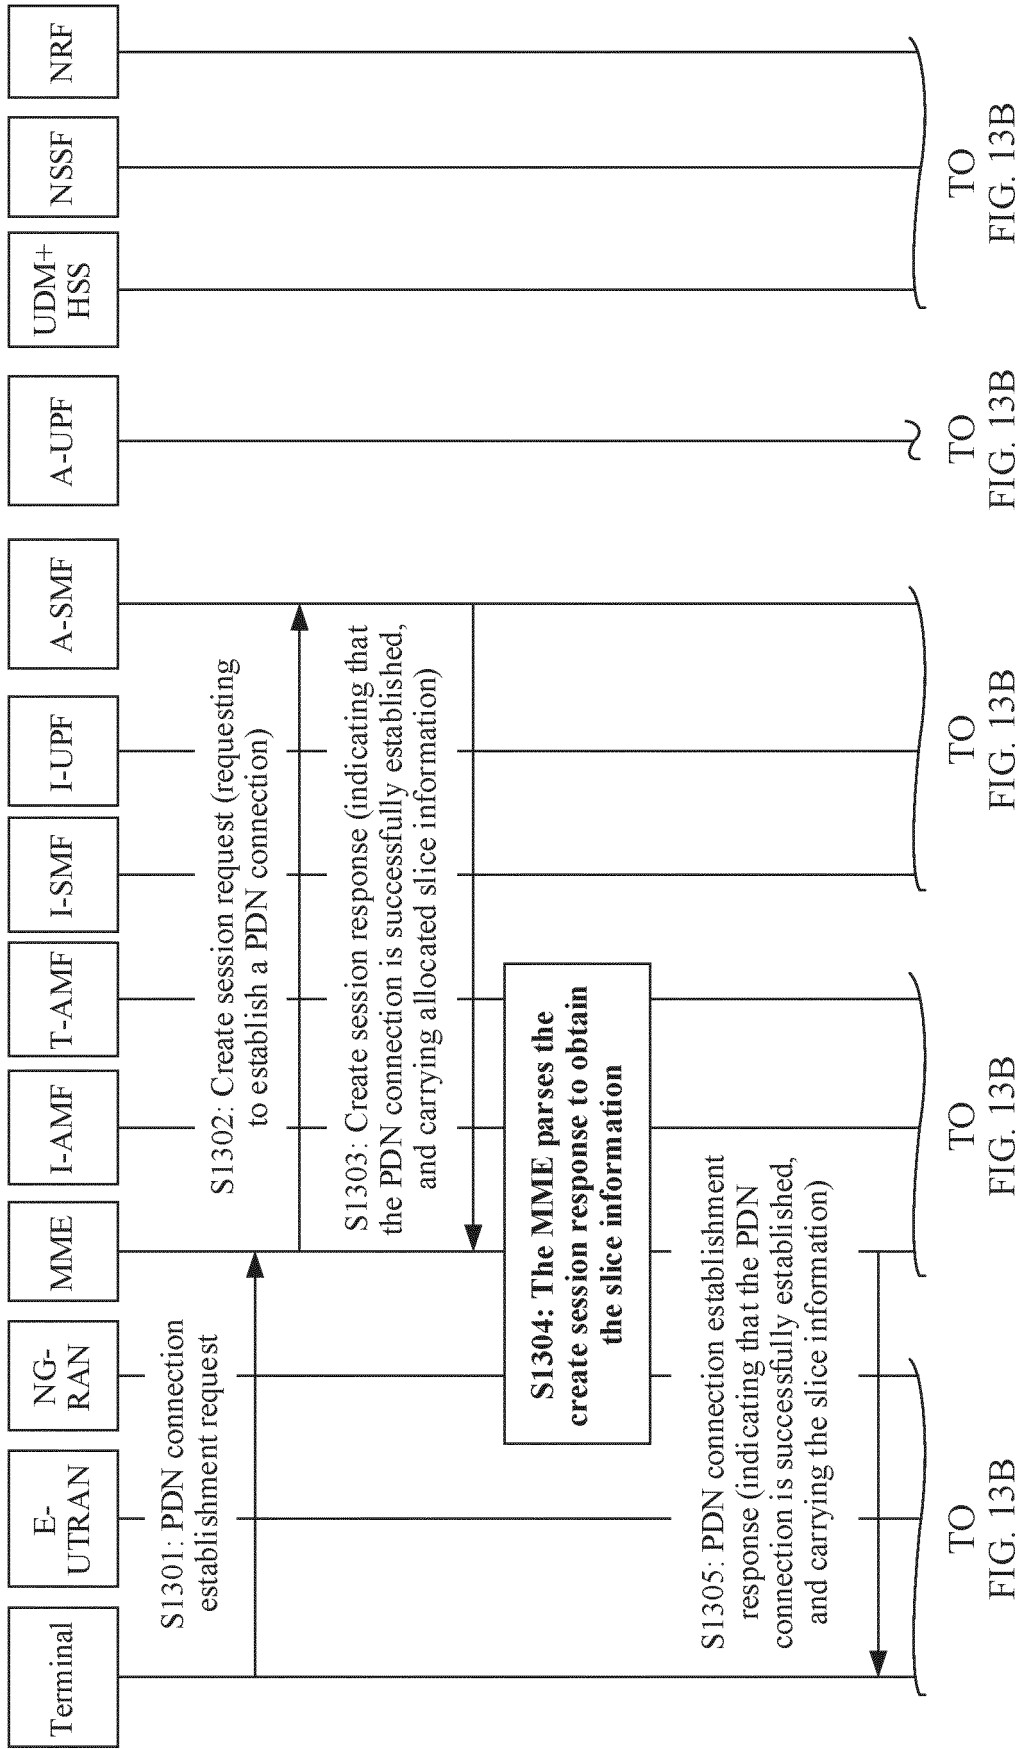 Terminal
E-
UTRAN
NG-
RAN
MME
I-AMF
T-AMF
I-SMF
I-UPF
A-SMF
A-UPF
UDM+
HSS
NSSF
NRF
S1301: PDN connection
establishment request
S1302: Create session request (requesting
to establish a PDN connection)
S1303: Create session response (indicating that
the PDN connection is successfully established,
and carrying allocated slice information)
S1304: The MME parses the
create session response to obtain
the slice information
S1305: PDN connection establishment
response (indicating that the PDN
connection is successfully established,
and carrying the slice information)
TO
FIG. 13B
TO
FIG. 13B
TO
FIG. 13B
TO
FIG. 13B
TO
FIG. 13B